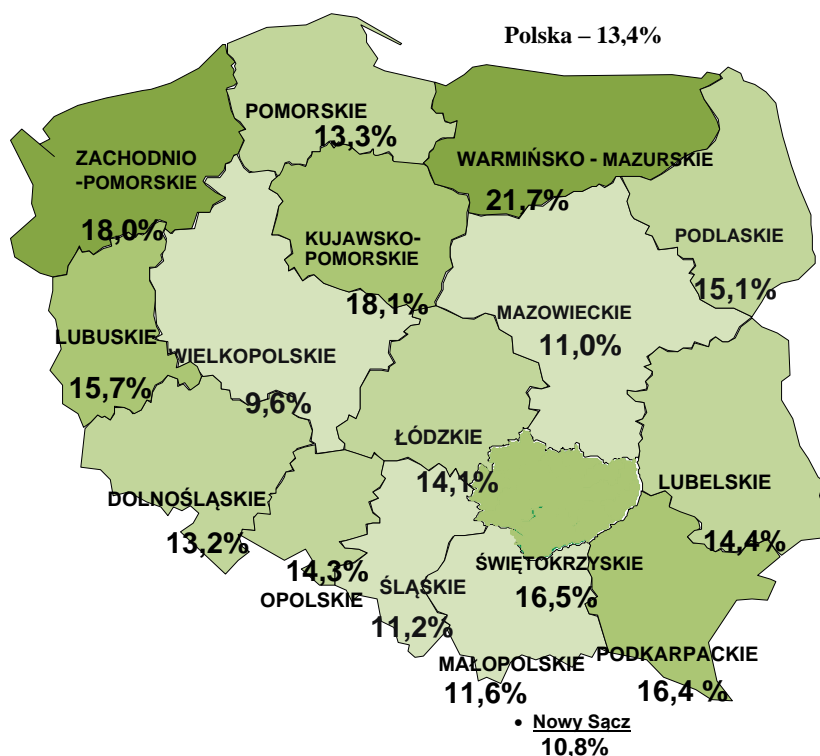 Polska – 13,4%
POMORSKIE
13,3%
ZACHODNIO
-POMORSKIE
18,0%
WARMIŃSKO - MAZURSKIE
21,7%
KUJAWSKO-
POMORSKIE
18,1%
PODLASKIE
15,1%
MAZOWIECKIE
11,0%
LUBUSKIE
15,7%
WIELKOPOLSKIE
9,6%
ŁÓDZKIE
14,1%
LUBELSKIE
14,4%
DOLNOŚLĄSKIE
13,2%
14,3%
OPOLSKIE
ŚLĄSKIE
11,2%
ŚWIĘTOKRZYSKIE
16,5%
MAŁOPOLSKIE
11,6%
PODKARPACKIE
16,4 %
• Nowy Sącz
10,8%